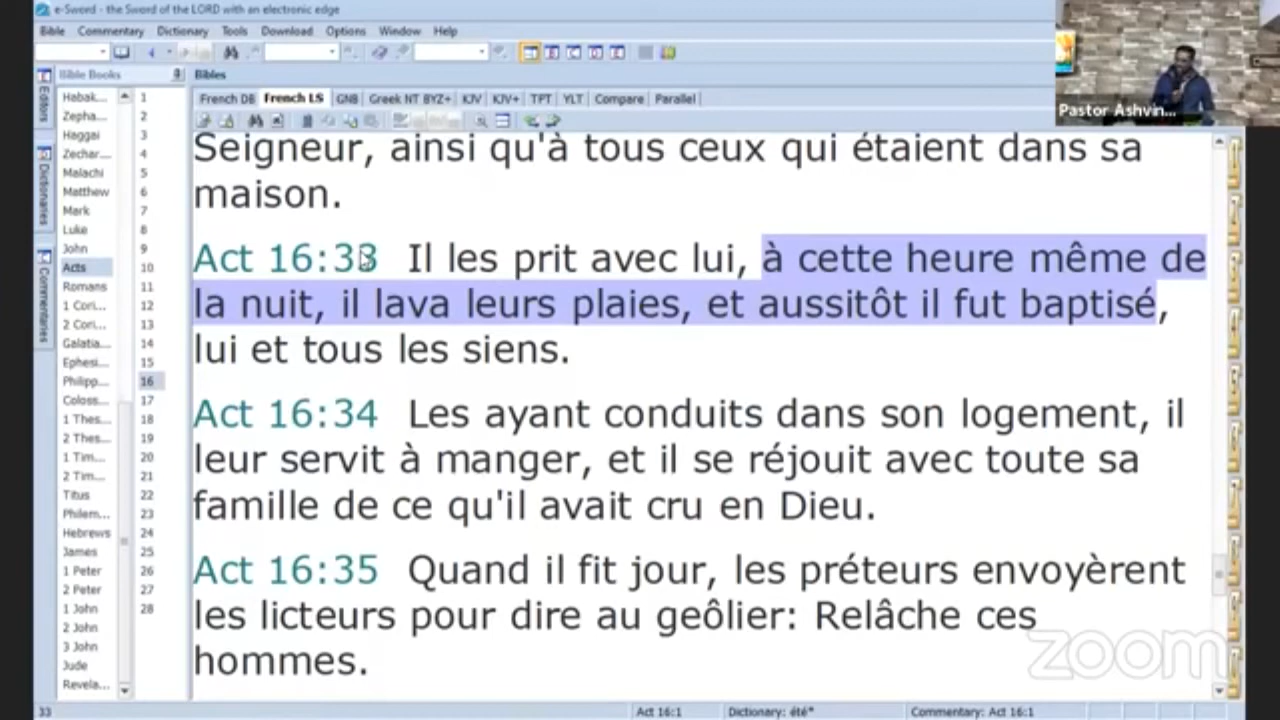 e-Sword - the Sword of the LORD with an electronic edge
Bible Commentary Dictionary Tools Download Options Window Help
Bible Books
Bibles
French DB French LS GNB Greek NT BYZ+ KJV KJV+ TPT YLT Compare Parallel
Pastor Ashvin...
Editors
Dictionaries
Commentaries
Habak...
Zepha...
Haggai
Zechar...
Malachi
Matthew
Mark
Luke
John
Acts
Romans
1 Cori...
2 Cori...
Galatia...
Ephesi...
Philipp...
Coloss...
1 Thes...
2 Thes...
1 Tim...
2 Tim...
Titus
Philem...
Hebrews
James
1 Peter
2 Peter
1 John
2 John
3 John
Jude
Revela...
1
2
3
4
5
6
7
8
9
10
11
12
13
14
15
16
17
18
19
20
21
22
23
24
25
26
27
28
Seigneur, ainsi qu'à tous ceux qui étaient dans sa
maison.
Act 16:33 Il les prit avec lui, à cette heure même de
la nuit, il lava leurs plaies, et aussitôt il fut baptisé,
lui et tous les siens.
Act 16:34 Les ayant conduits dans son logement, il
leur servit à manger, et il se réjouit avec toute sa
famille de ce qu'il avait cru en Dieu.
Act 16:35 Quand il fit jour, les préteurs envoyèrent
les licteurs pour dire au geôlier: Relâche ces
hommes.
zoom
33
Act 16:1
Dictionary: été*
Commentary: Act 16:1